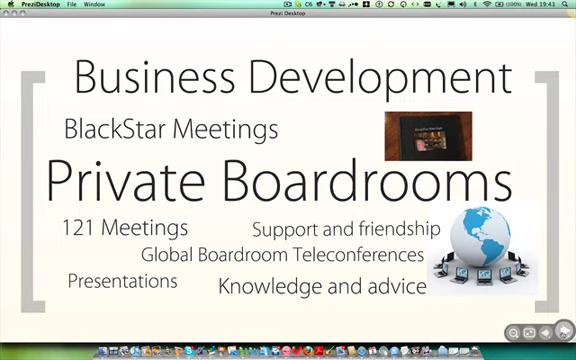 PreziDesktop File Window
(100%) Wed 19:43
Prezi Desktop
Business Development
BlackStar Meetings
Private Boardrooms
121 Meetings
Support and friendship
Global Boardroom Teleconferences
Presentations
Knowledge and advice